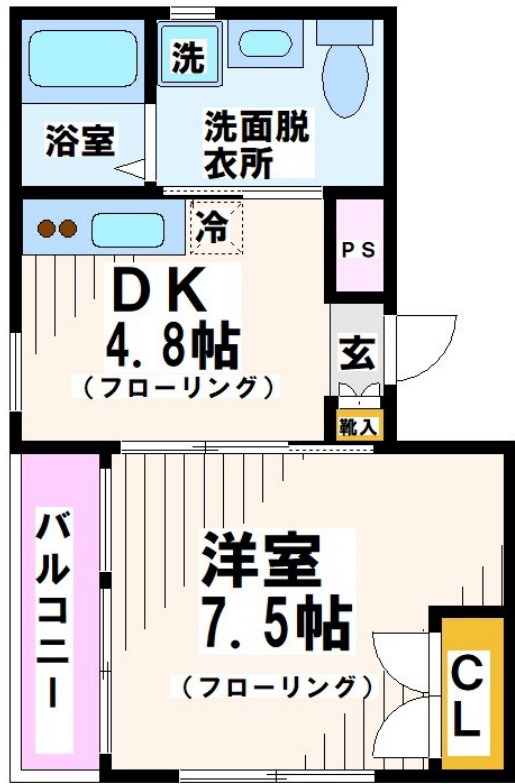 洗
浴室
洗面脱
衣所
冷
PS
DK
4.8帖
(フローリング)
玄
靴入
バルコニー
洋室
7.5帖
(フローリング)
CL